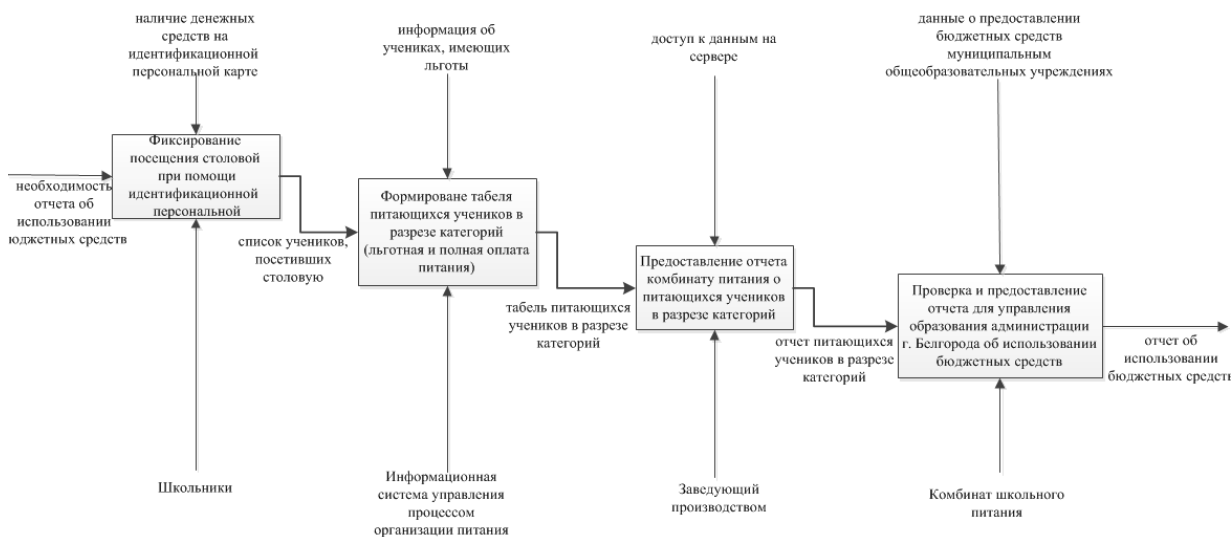 наличие денежных
средств на
идентификационной
персональной карте
информация об
учениках, имеющих
льготы
доступ к данным на
сервере
данные о предоставлении
бюджетных средств
муниципальным
общеобразовательных учреждениях
необходимость
отчета об
использовании
бюджетных средств
Фиксирование
посещения столовой
при помощи
идентификационной
персональной
список учеников,
посетивших
столовую
Формироване табеля
питающихся учеников в
разрезе категорий
(льготная и полная оплата
питания)
табель питающихся
учеников в разрезе
категорий
Предоставление отчета
комбинату питания о
питающихся учеников
в разрезе категорий
отчет питающихся
учеников в разрезе
категорий
Проверка и предоставление
отчета для управления
образования администрации
г. Белгорода об использовании
бюджетных средств
отчет об
использовании
бюджетных средств
Школьники
Информационная
система управления
процессом
организации питания
Заведующий
производством
Комбинат школьного
питания